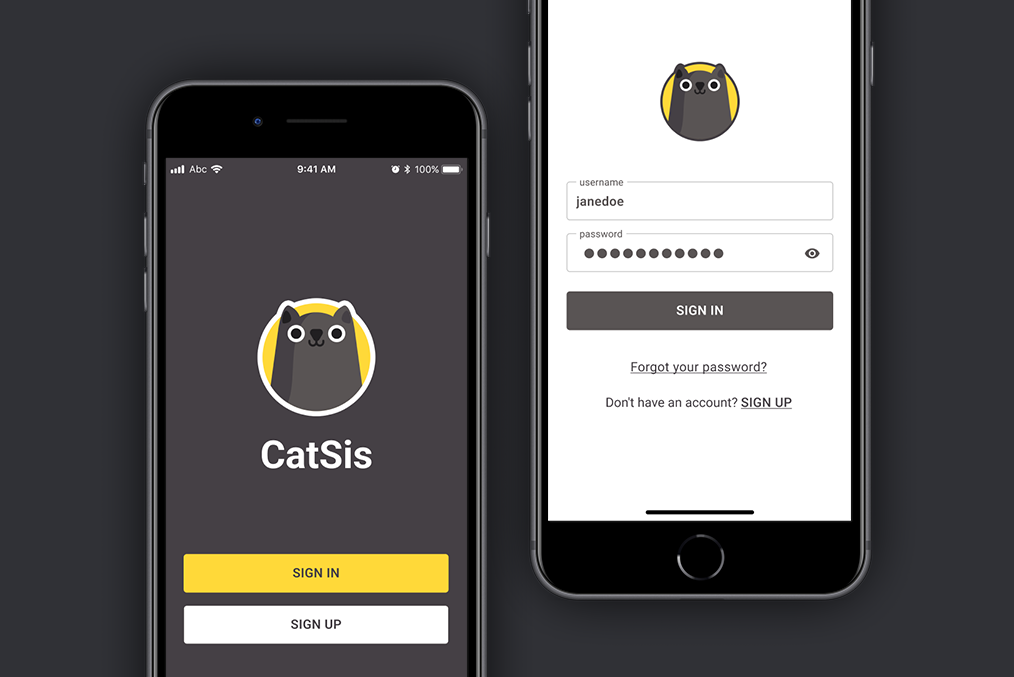 Abc
9:41 AM
100%
CatSis
SIGN IN
SIGN UP
username
janedoe
password
SIGN IN
Forgot your password?
Don't have an account? SIGN UP